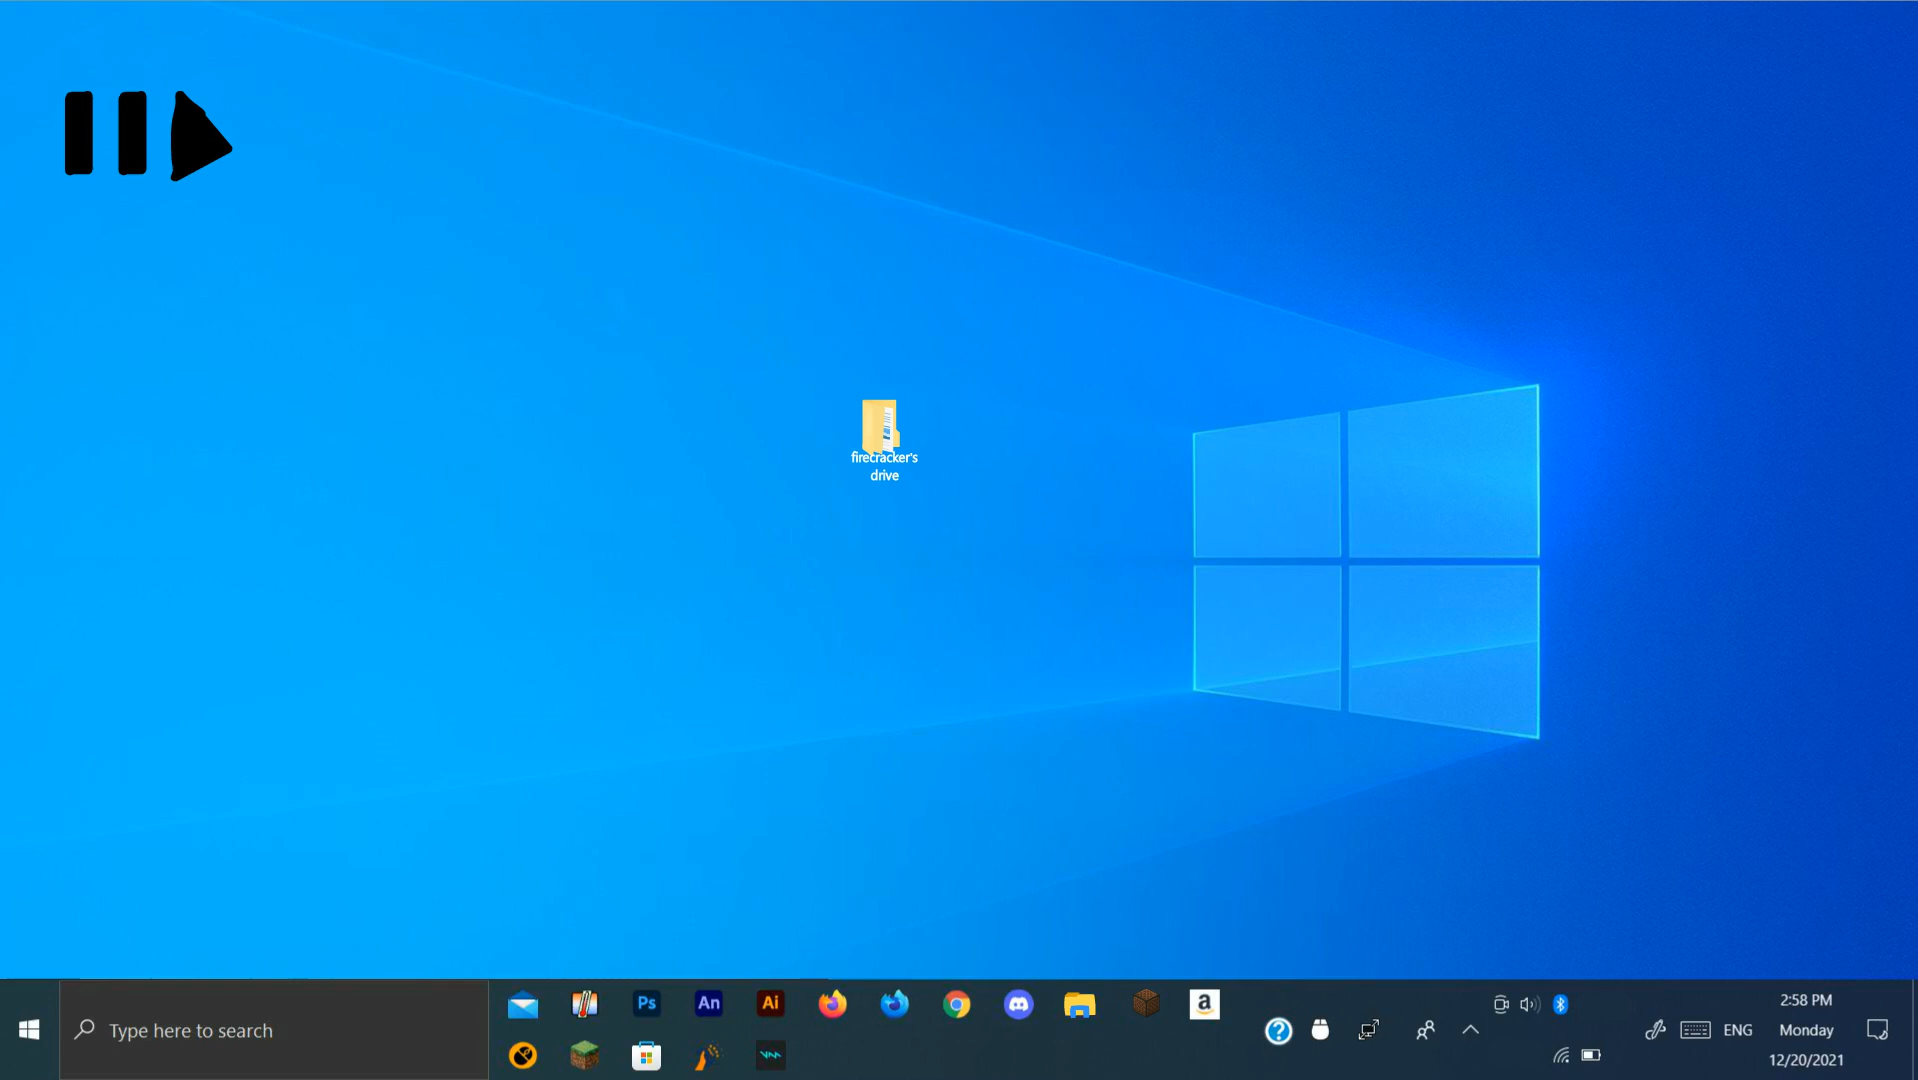 firecracker's
drive
Type here to search
Ps
An
Ai
a
ENG
2:58 PM
Monday
12/20/2021